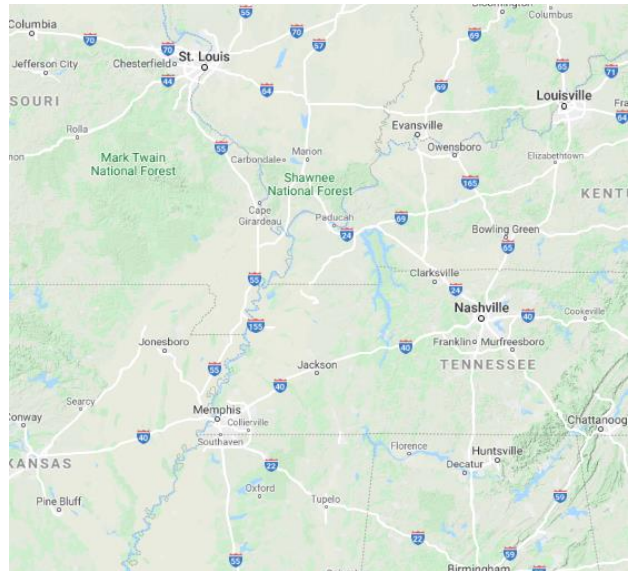 Columbia
70
55
Bloomington
Columbus
70
70
57
69
St. Louis
Jefferson City
Chesterfield
65
71
44
64
69
Louisville
SOURI
Fra
Evansville
64
Rolla
non
55
Owensboro
Mark Twain
National Forest
Carbondale
Marion
Elizabethtown
Shawnee
National Forest
165
KENT
Cape
Girardeau
Paducah
69
24
Bowling Green
65
55
Clarksville
24
Nashville
40
Cookeville
155
Jonesboro
40
Franklin
Murfreesboro
55
Jackson
TENNESSEE
40
Searcy
Conway
Memphis
Collierville
Chattanoog
40
Southaven
KANSAS
Florence
Huntsville
22
Decatur
Pine Bluff
Oxford
Tupelo
59
22
55
59
Birmingham